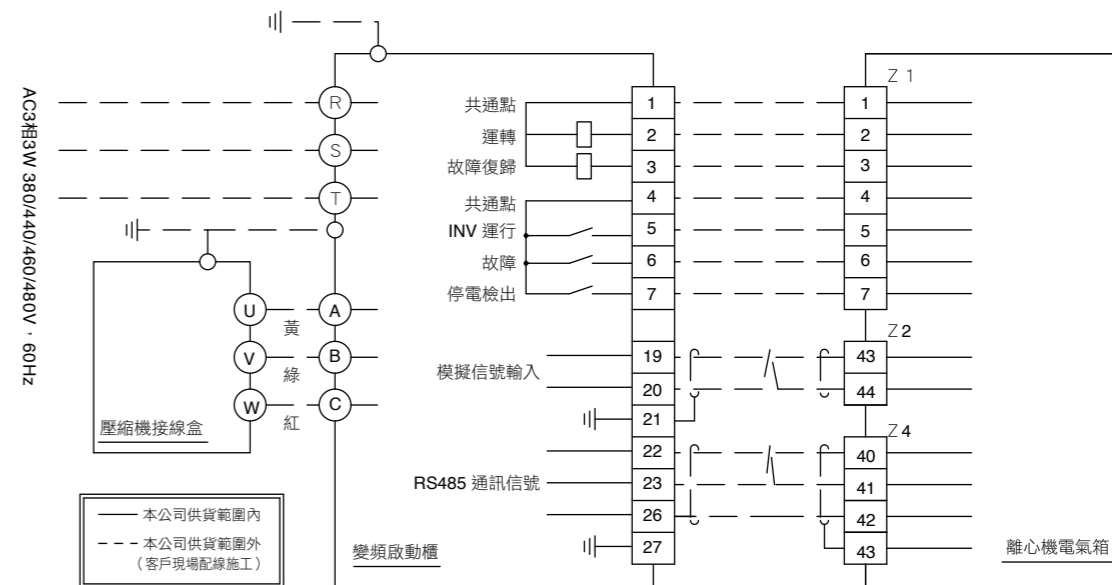 AC3相3W 380/440/460/480V，60Hz
R
S
T
U
V
W
A
B
C
黃
綠
紅
壓縮機接線盒
本公司供貨範圍內
本公司供貨範圍外
（客戶現場配線施工）
變頻啟動櫃
共通點
運轉
故障復歸
共通點
INV 運行
故障
停電檢出
模擬信號輸入
RS485 通訊信號
1
2
3
4
5
6
7
19
20
21
22
23
26
27
Z 1
1
2
3
4
5
6
7
Z 2
43
44
Z 4
40
41
42
43
離心機電氣箱